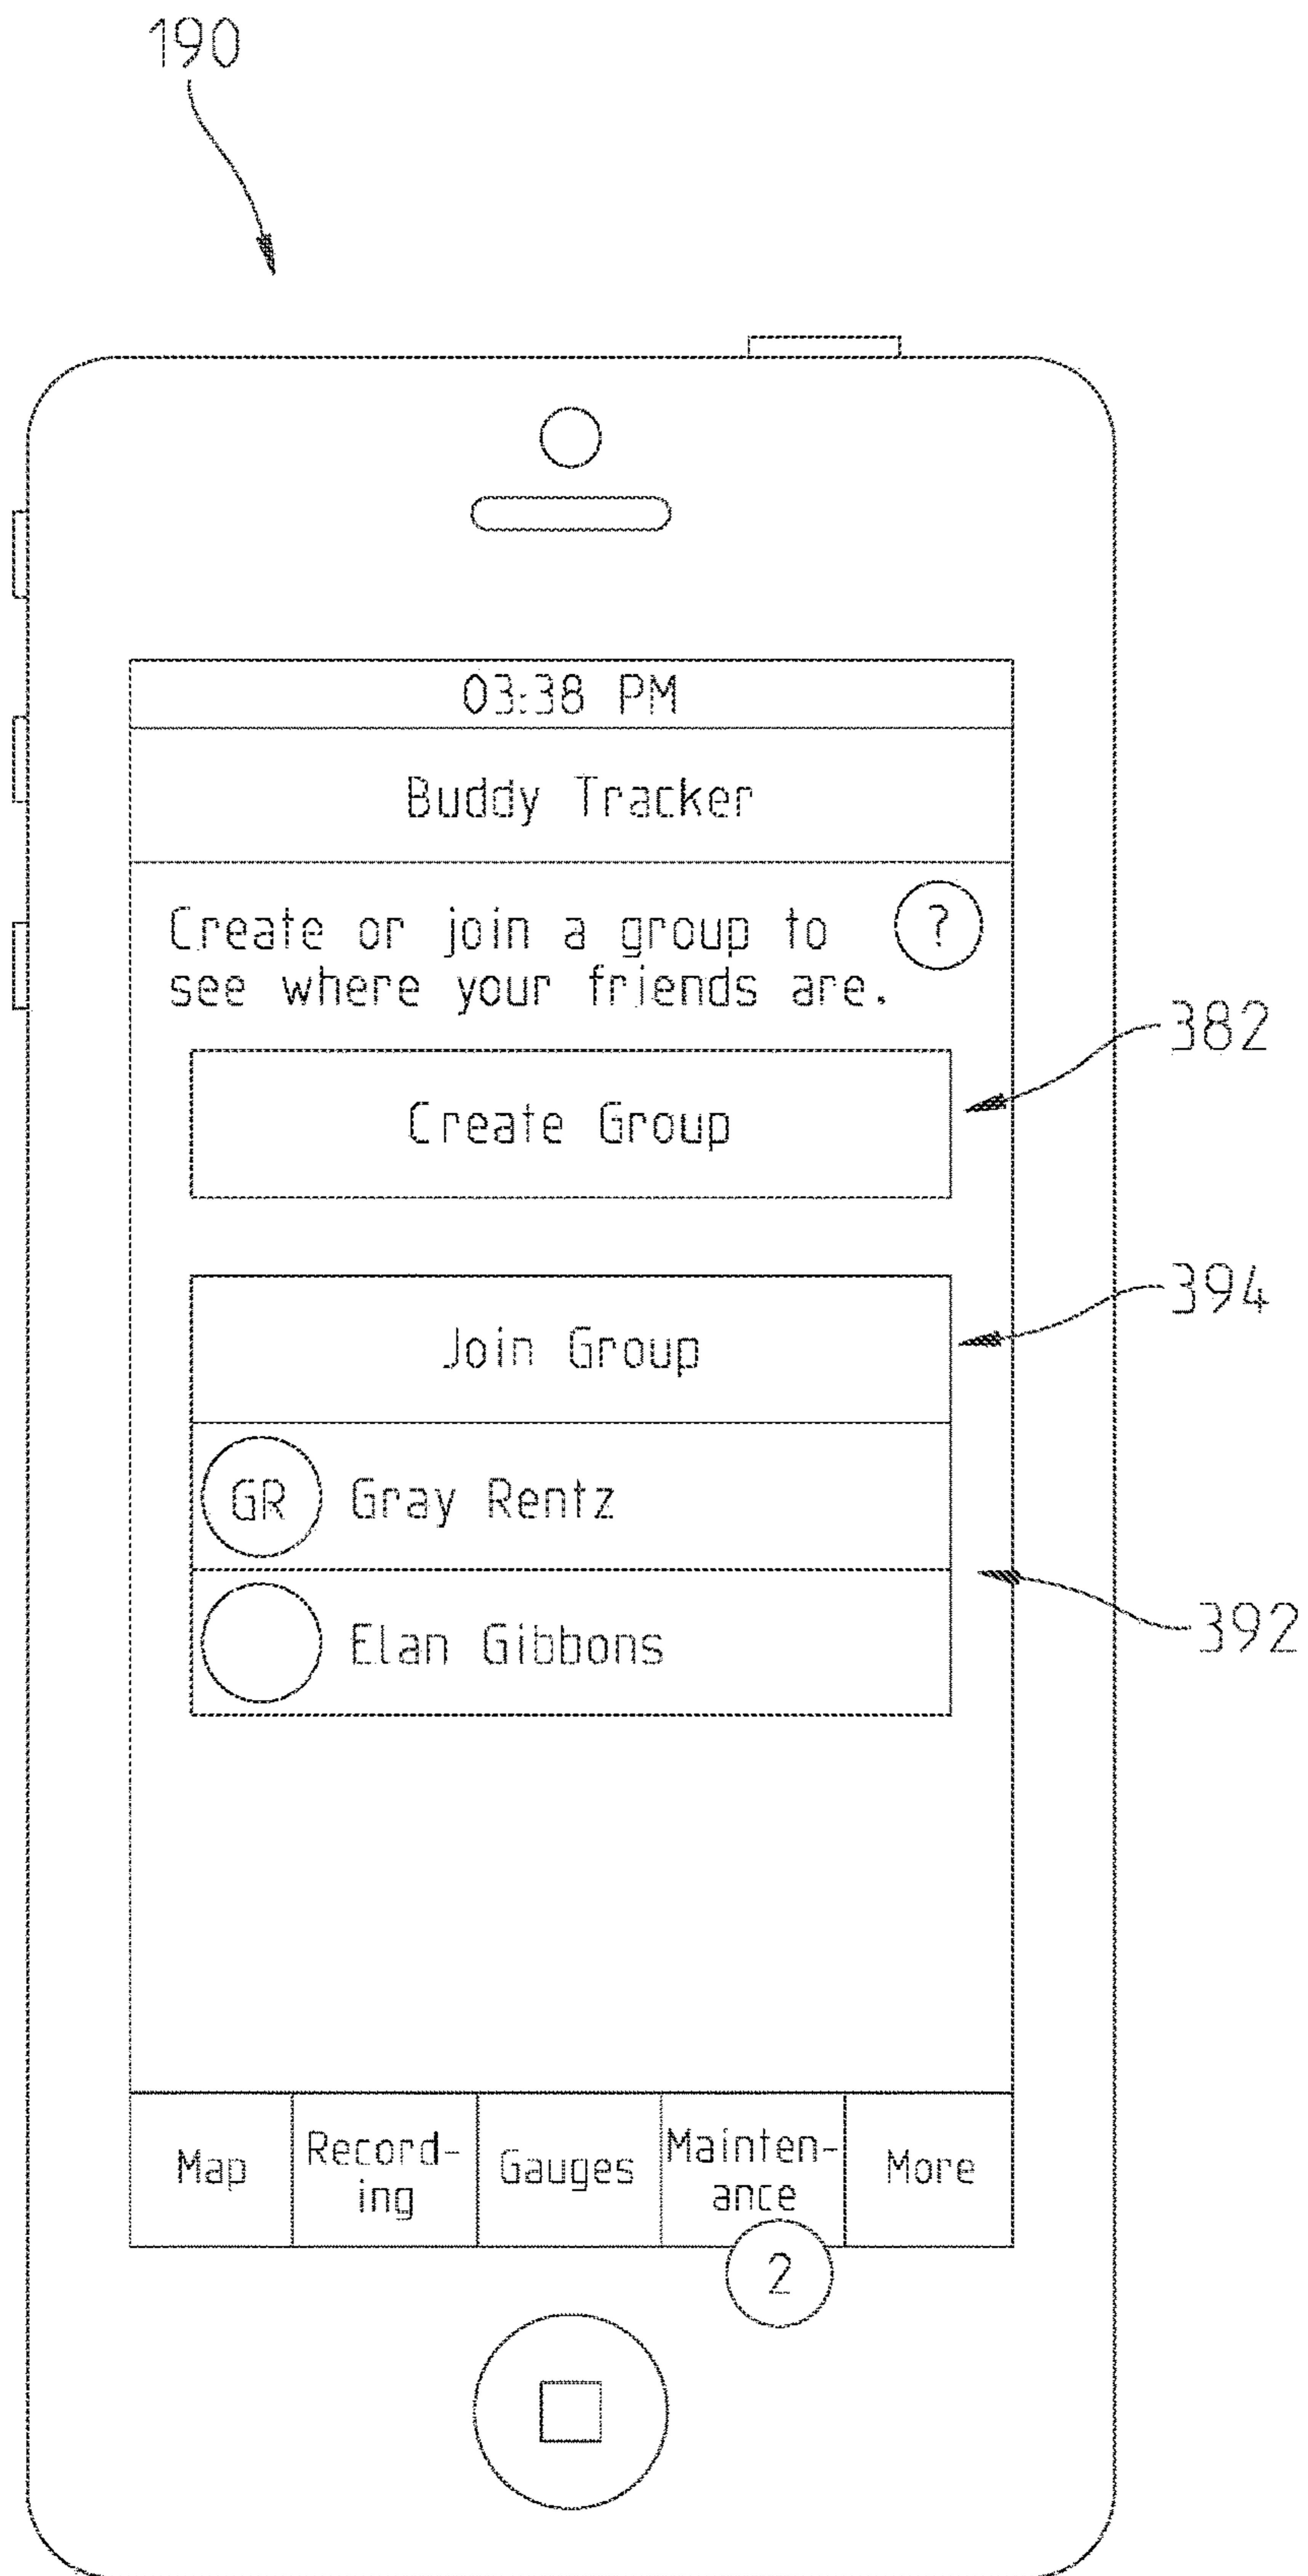 190
03:38 PM
Buddy Tracker
Create or join a group to
see where your friends are.
?
382
Create Group
394
Join Group
GR Gray Rentz
392
Elan Gibbons
Map
Record-
ing
Gauges
Mainten-
ance
More
2